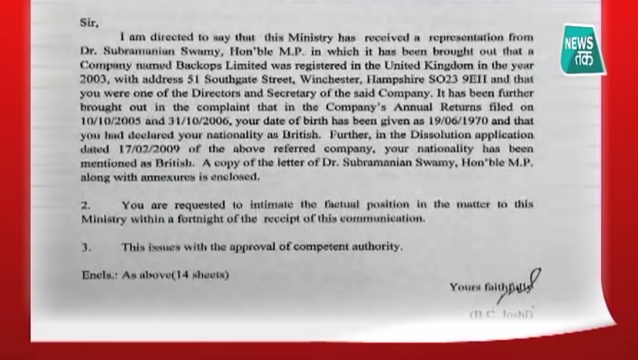 Sir,
I am directed to say that this Ministry has received a representation from
Dr. Subramanian Swamy, Hon'ble M.P. in which it has been brought out that a
Company named Backops Limited was registered in the United Kingdom in the year
2003, with address 51 Southgate Street, Winchester, Hampshire SO23 9EH and that
you were one of the Directors and Secretary of the said Company. It has been further
brought out in the complaint that in the Company's Annual Returns filed on
10/10/2005 and 31/10/2006, your date of birth has been given as 19/06/1970 and that
you had declared your nationality as British. Further, in the Dissolution application
dated 17/02/2009 of the above referred company, your nationality has been
mentioned as British. A copy of the letter of Dr. Subramanian Swamy, Hon'ble M.P.
along with annexures is enclosed.
2. You are requested to intimate the factual position in the matter to this
Ministry within a fortnight of the receipt of this communication.
3. This issues with the approval of competent authority.
Encls.: As above(14 sheets)
Yours faithfully
(B.C. Joshi)
NEWS
तक